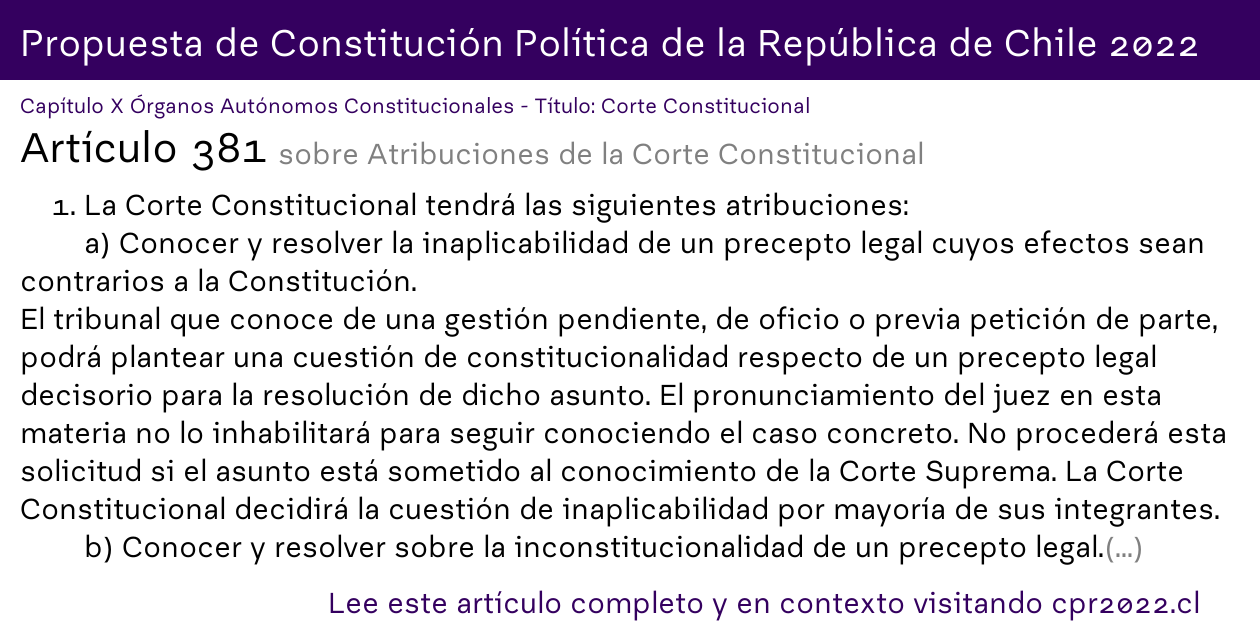 Propuesta de Constitución Política de la República de Chile 2022
Capítulo X Órganos Autónomos Constitucionales - Título: Corte Constitucional
Artículo 381 sobre Atribuciones de la Corte Constitucional
1. La Corte Constitucional tendrá las siguientes atribuciones:
a) Conocer y resolver la inaplicabilidad de un precepto legal cuyos efectos sean
contrarios a la Constitución.
El tribunal que conoce de una gestión pendiente, de oficio o previa petición de parte,
podrá plantear una cuestión de constitucionalidad respecto de un precepto legal
decisorio para la resolución de dicho asunto. El pronunciamiento del juez en esta
materia no lo inhabilitará para seguir conociendo el caso concreto. No procederá esta
solicitud si el asunto está sometido al conocimiento de la Corte Suprema. La Corte
Constitucional decidirá la cuestión de inaplicabilidad por mayoría de sus integrantes.
b) Conocer y resolver sobre la inconstitucionalidad de un precepto legal.(...)
Lee este artículo completo y en contexto visitando cpr2022.cl